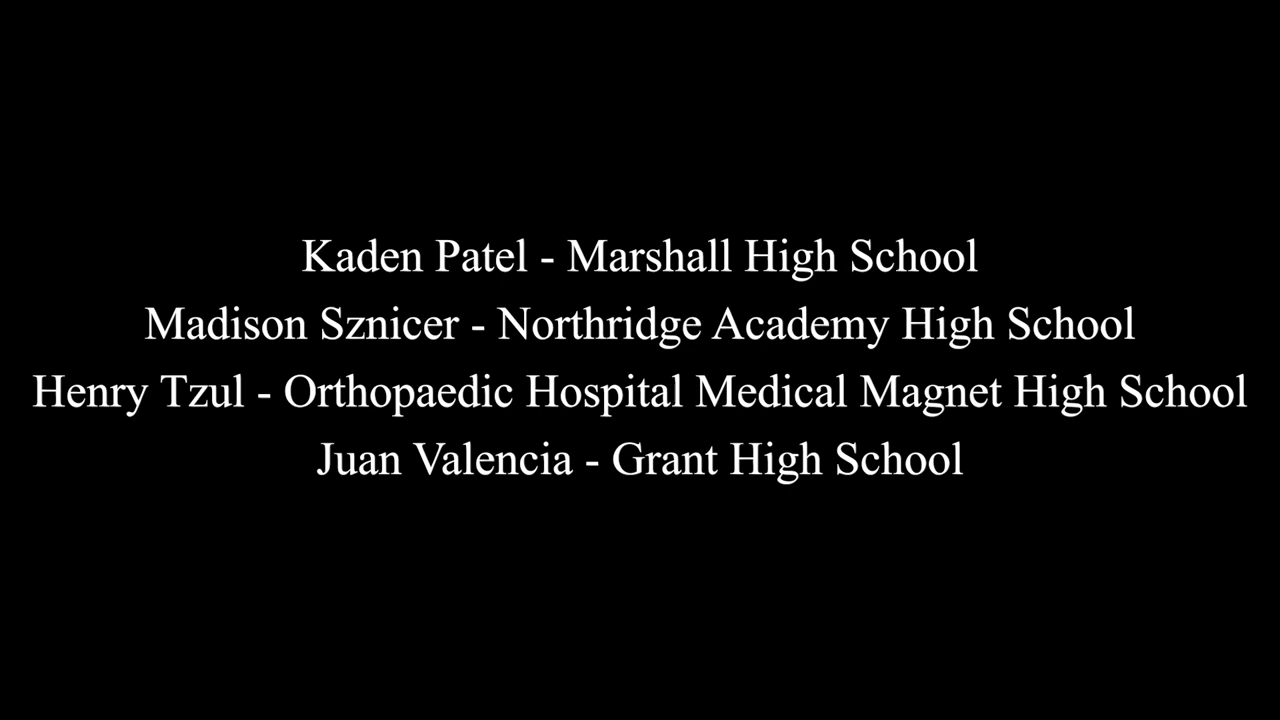 Kaden Patel - Marshall High School
Madison Sznicer - Northridge Academy High School
Henry Tzul - Orthopaedic Hospital Medical Magnet High School
Juan Valencia - Grant High School